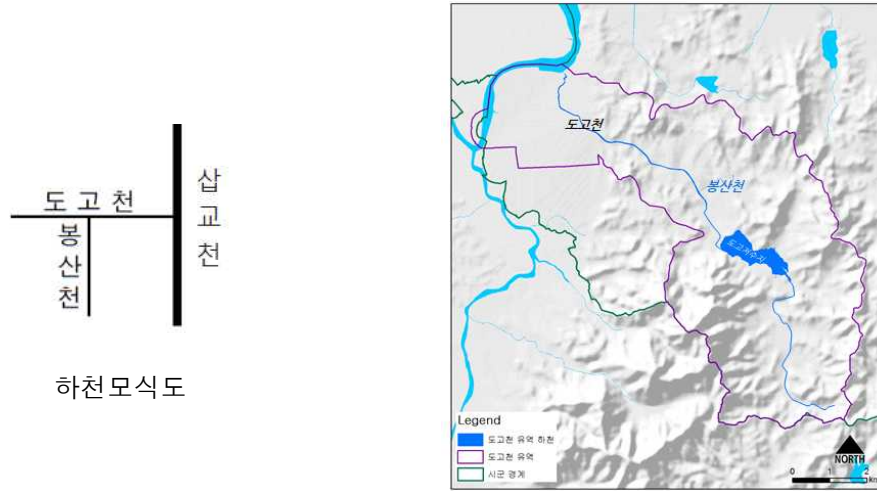 도고천
봉산천
삽교천
하천모식도
도고천
봉산천
도고저수지
Legend
도고천 유역 하천
도고천 유역
시군 경계
NORTH
0 1 2
km